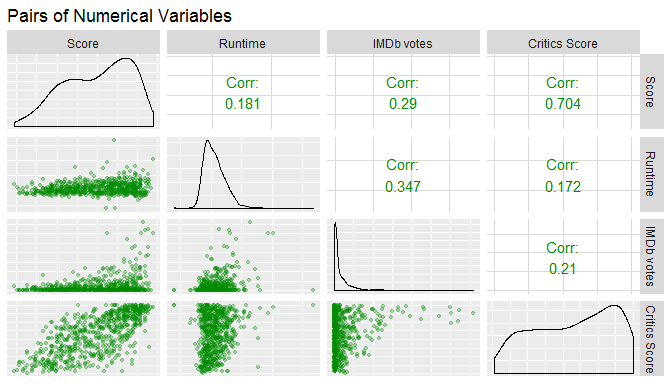 Pairs of Numerical Variables
Score
Runtime
IMDb votes
Critics Score
Corr:
0.181
Corr:
0.29
Corr:
0.704
Score
Corr:
0.347
Corr:
0.172
Runtime
Corr:
0.21
IMDb votes
Critics Score